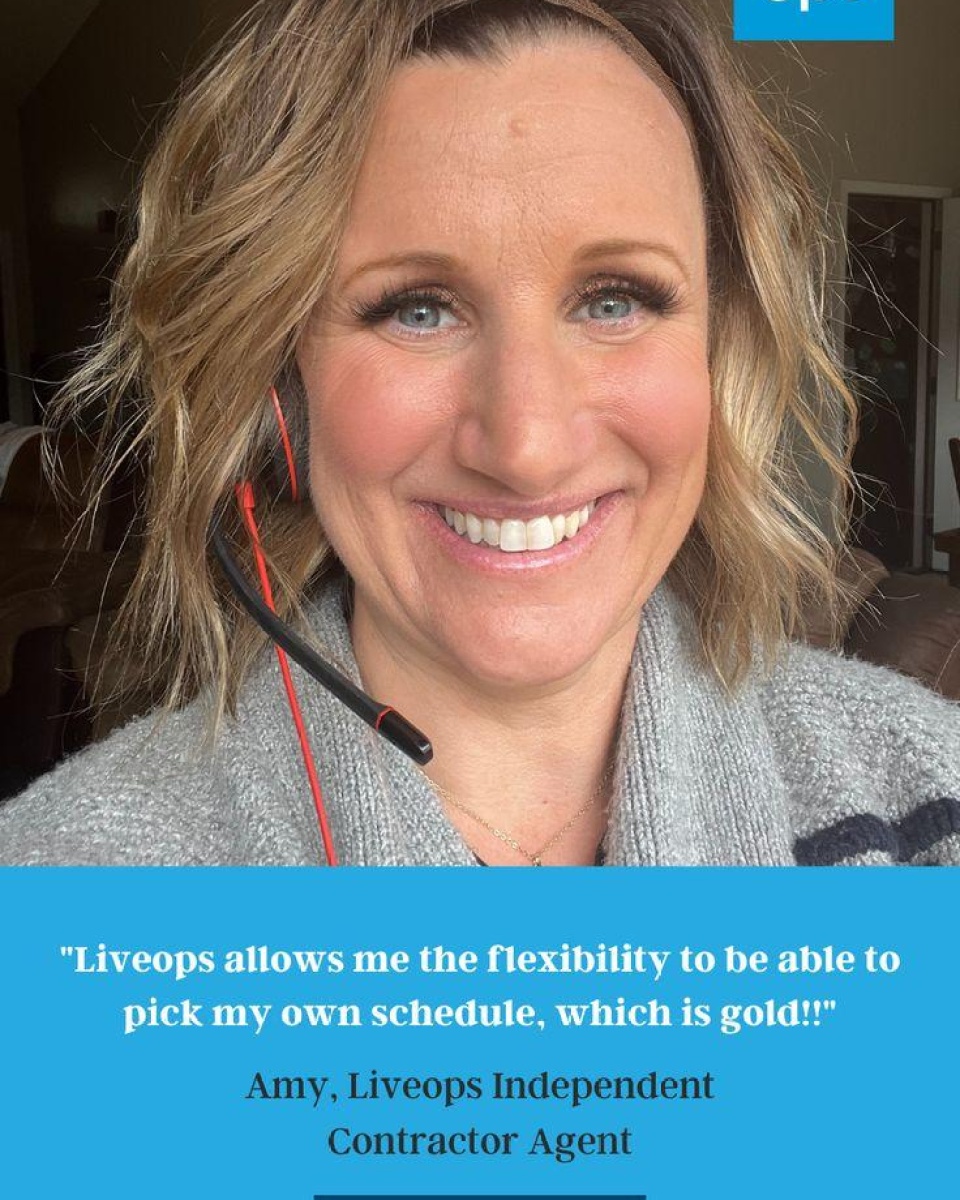 "Liveops allows me the flexibility to be able to
pick my own schedule, which is gold!!"
Amy, Liveops Independent
Contractor Agent